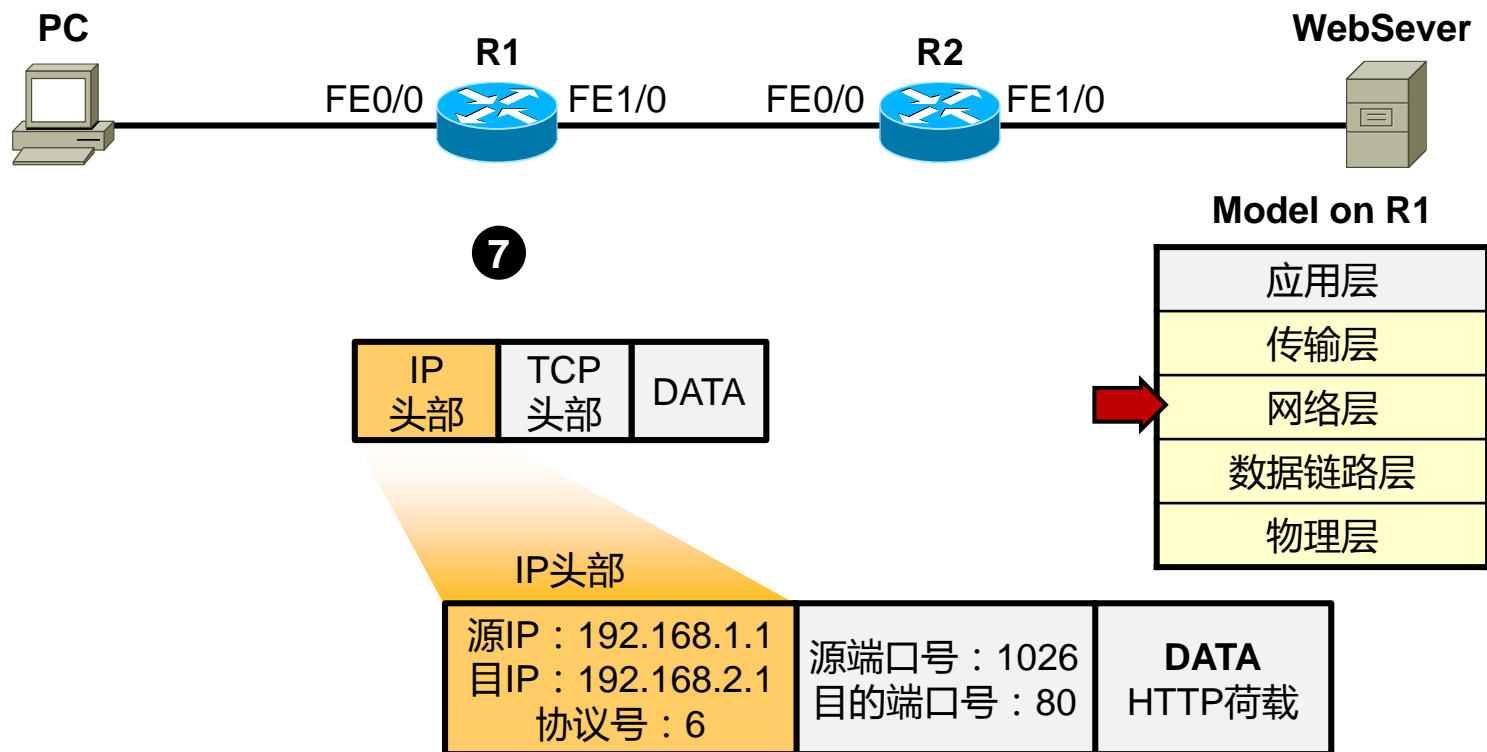 PC
R1
R2
WebSever
FE0/0
FE1/0
FE0/0
FE1/0
Model on R1
7
应用层
传输层
网络层
数据链路层
物理层
IP
头部
TCP
头部
DATA
IP头部
源IP：192.168.1.1
目IP：192.168.2.1
协议号：6
源端口号：1026
目的端口号：80
DATA
HTTP荷载